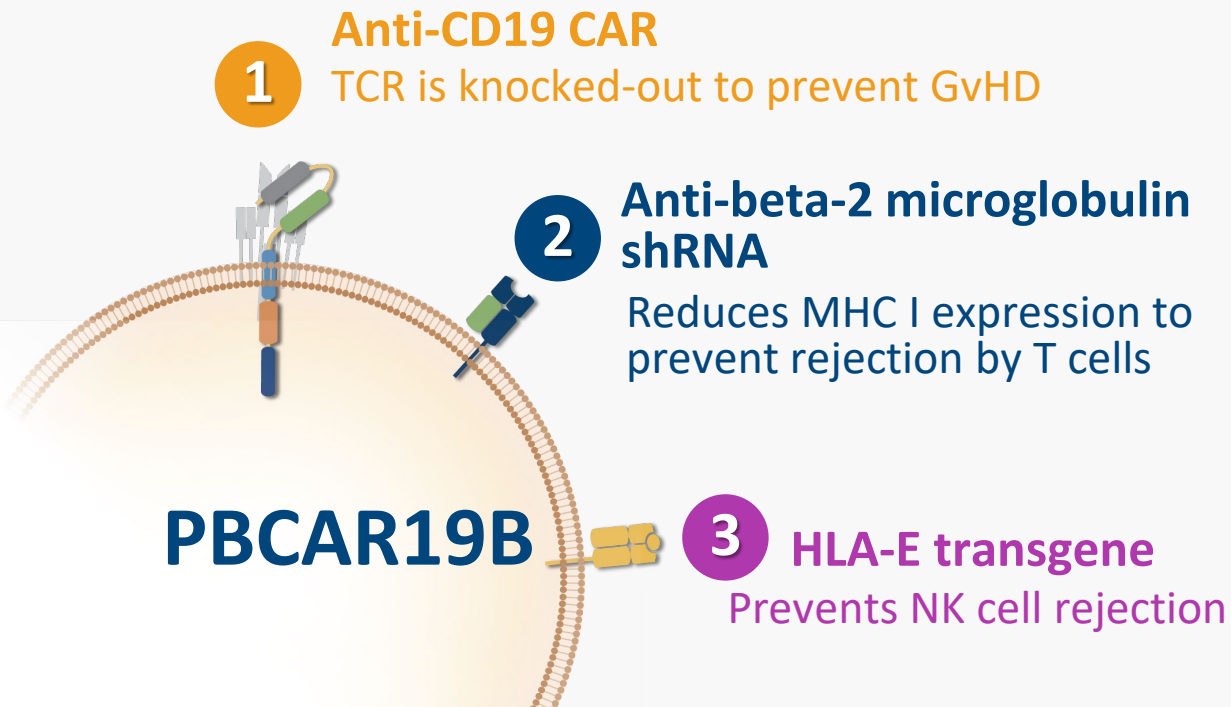 Anti-CD19 CAR
1
TCR is knocked-out to prevent GvHD
2
Anti-beta-2 microglobulin
shRNA
Reduces MHC I expression to
prevent rejection by T cells
PBCAR19B
3
HLA-E transgene
Prevents NK cell rejection